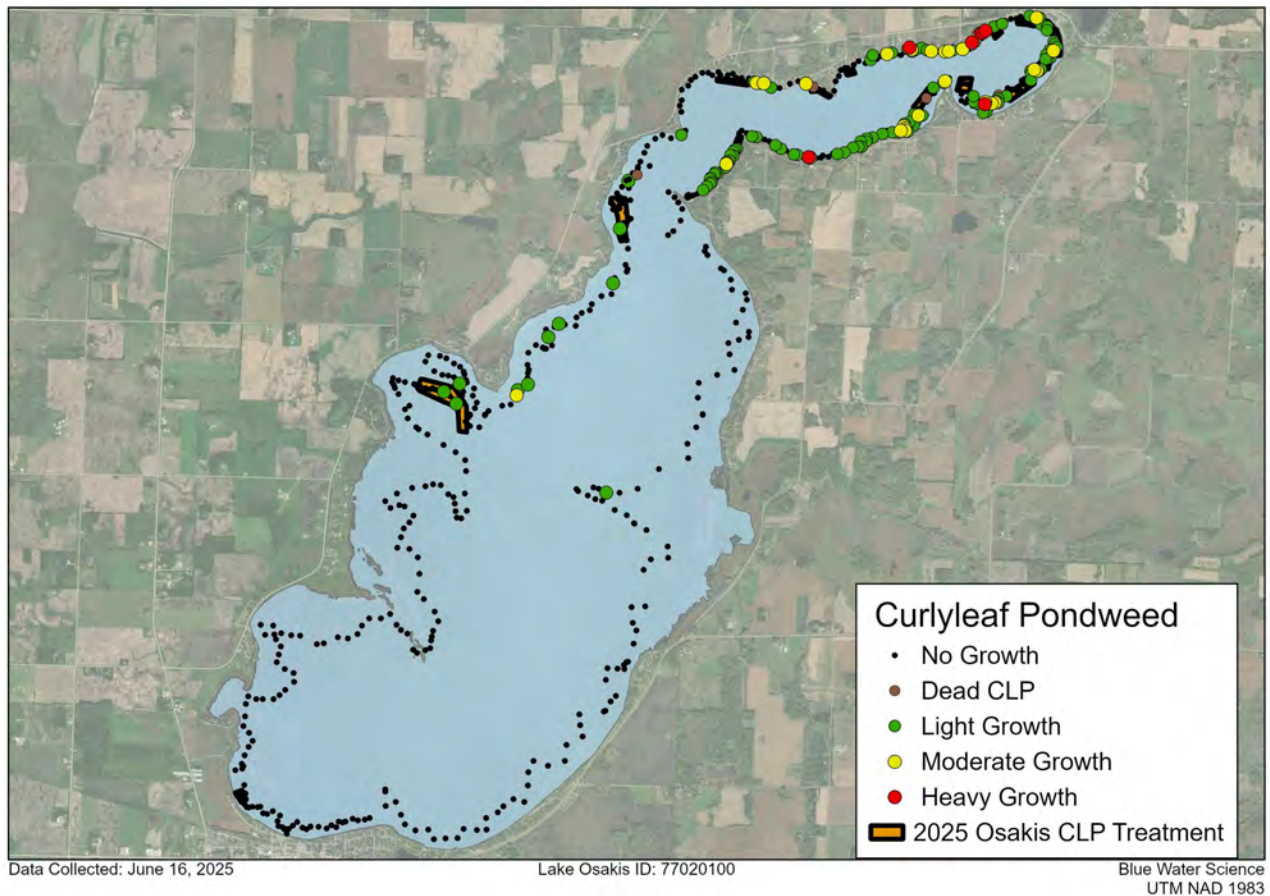 Curlyleaf Pondweed
No Growth
Dead CLP
Light Growth
Moderate Growth
Heavy Growth
2025 Osakis CLP Treatment
Data Collected: June 16, 2025
Lake Osakis ID: 77020100
Blue Water Science
UTM NAD 1983